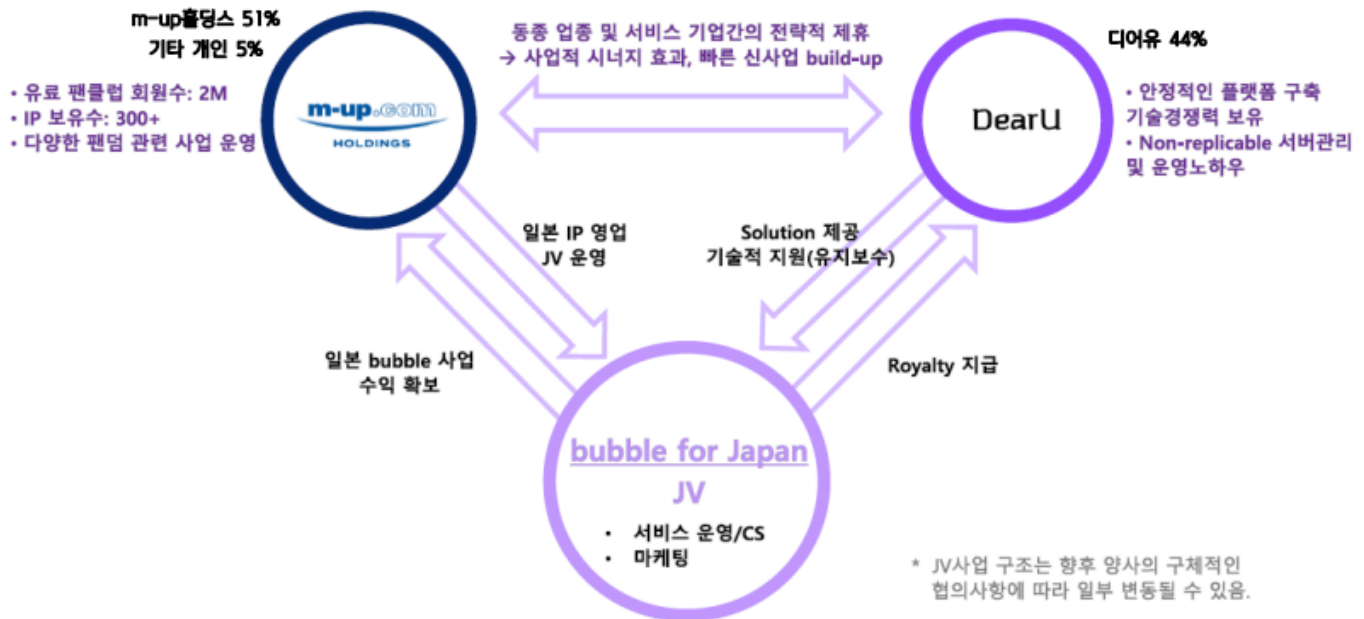 m-up홀딩스 51%
기타 개인 5%
• 유료 팬클럽 회원수: 2M
• IP 보유수: 300+
• 다양한 팬덤 관련 사업 운영
m-up.com
HOLDINGS
동종 업종 및 서비스 기업간의 전략적 제휴
→ 사업적 시너지 효과, 빠른 신사업 build-up
DearU
디어유 44%
• 안정적인 플랫폼 구축
기술경쟁력 보유
• Non-replicable 서버관리
및 운영노하우
일본 IP 영업
JV 운영
Solution 제공
기술적 지원(유지보수)
일본 bubble 사업
수익 확보
Royalty 지급
bubble for Japan
JV
• 서비스 운영/CS
• 마케팅
* JV사업 구조는 향후 양사의 구체적인
협의사항에 따라 일부 변동될 수 있음.